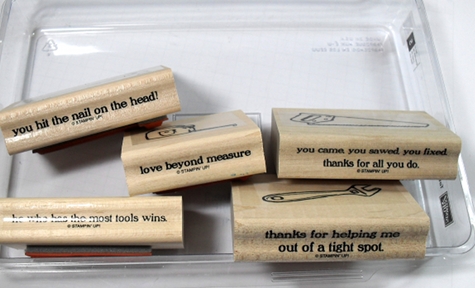 you hit the nail on the head!
© STAMPIN' UP!
love beyond measure
© STAMPIN' UP!
you came, you sawed, you fixed.
thanks for all you do.
© STAMPIN' UP!
he who has the most tools wins.
© STAMPIN' UP!
thanks for helping me
out of a tight spot.
© STAMPIN' UP!